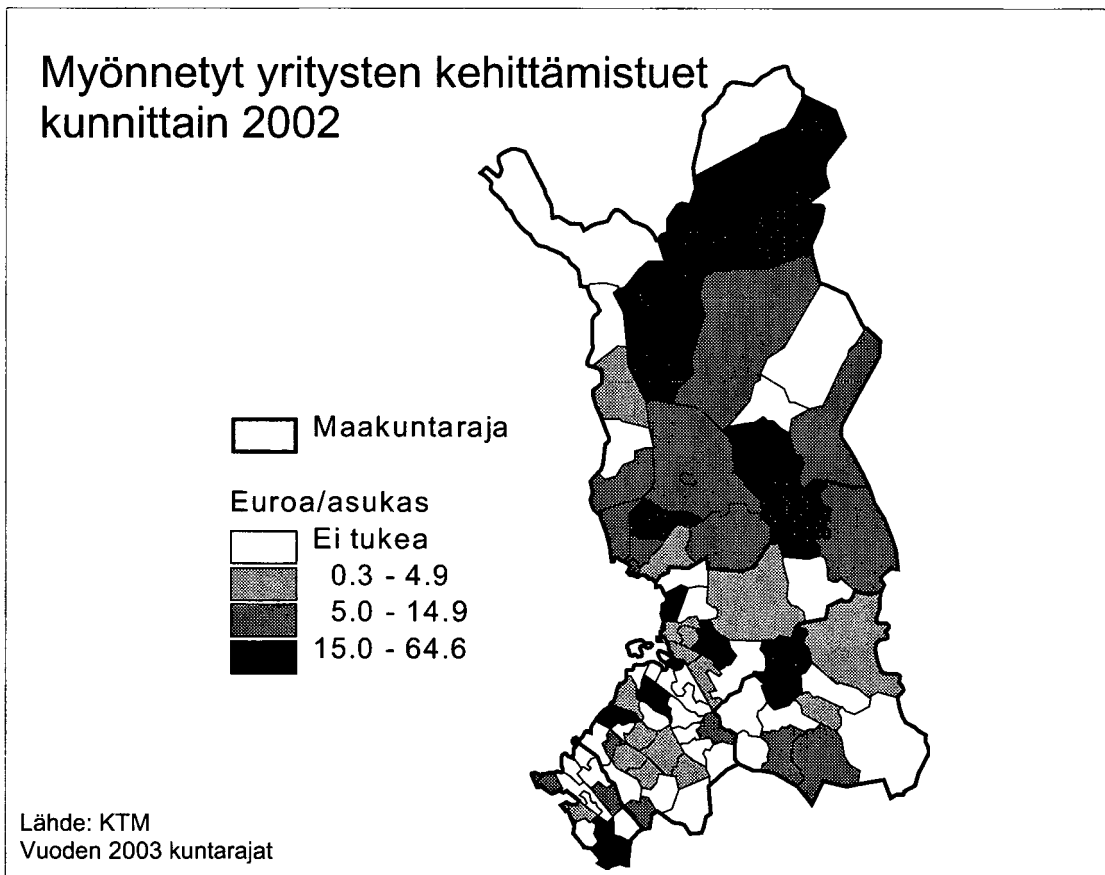 Myönnetyt yritysten kehittämistuet
kunnittain 2002
Maakuntaraja
Euroa/asukas
Ei tukea
0.3 - 4.9
5.0 - 14.9
15.0 - 64.6
Lähde: KTM
Vuoden 2003 kuntarajat